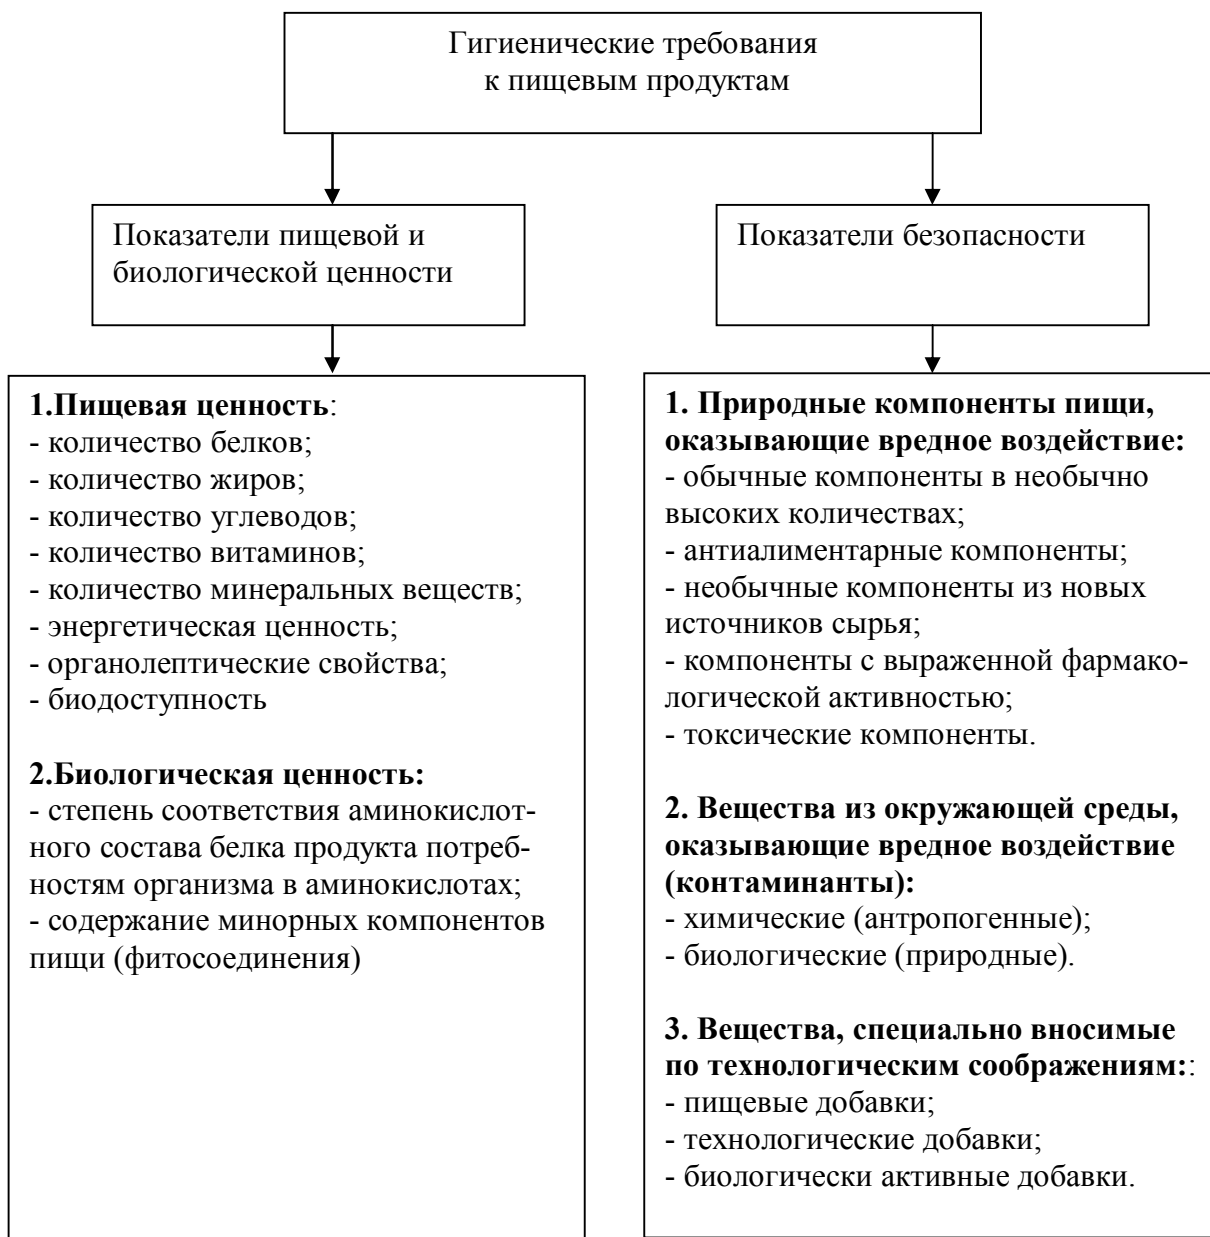 Гигиенические требования
к пищевым продуктам
Показатели пищевой и
биологической ценности
Показатели безопасности
1.Пищевая ценность:
- количество белков;
- количество жиров;
- количество углеводов;
- количество витаминов;
- количество минеральных веществ;
- энергетическая ценность;
- органолептические свойства;
- биодоступность
2.Биологическая ценность:
- степень соответствия аминокислот-
ного состава белка продукта потреб-
ностям организма в аминокислотах;
- содержание минорных компонентов
пищи (фитосоединения)
1. Природные компоненты пищи,
оказывающие вредное воздействие:
- обычные компоненты в необычно
высоких количествах;
- антиалиментарные компоненты;
- необычные компоненты из новых
источников сырья;
- компоненты с выраженной фармако-
логической активностью;
- токсические компоненты.
2. Вещества из окружающей среды,
оказывающие вредное воздействие
(контаминанты):
- химические (антропогенные);
- биологические (природные).
3. Вещества, специально вносимые
по технологическим соображениям::
- пищевые добавки;
- технологические добавки;
- биологически активные добавки.